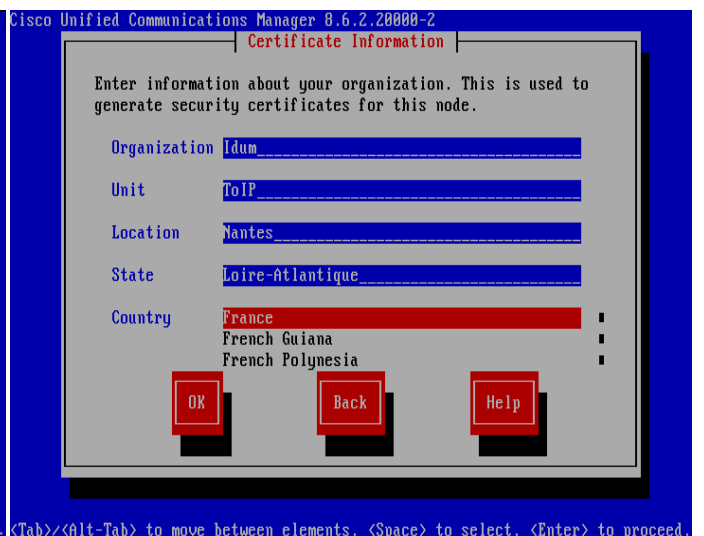 Cisco Unified Communications Manager 8.6.2.20000-2
Certificate Information
Enter information about your organization. This is used to
generate security certificates for this node.
Organization Idum
Unit ToIP
Location Nantes
State Loire-Atlantique
Country France
French Guiana
French Polynesia
OK Back Help
<Tab>/<Alt-Tab> to move between elements. <Space> to select. <Enter> to proceed.